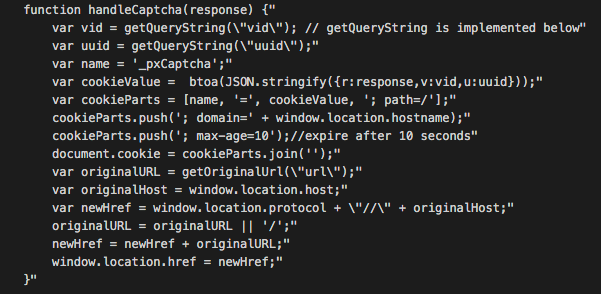 function handleCaptcha(response) {"
var vid = getQueryString(\"vid\"); // getQueryString is implemented below"
var uuid = getQueryString(\"uuid\");"
var name = '_pxCaptcha';"
var cookieValue =  btoa(JSON.stringify({r:response,v:vid,u:uuid}));"
var cookieParts = [name, '=', cookieValue, '; path=/'];"
cookieParts.push('; domain=' + window.location.hostname);"
cookieParts.push('; max-age=10');//expire after 10 seconds"
document.cookie = cookieParts.join('');"
var originalURL = getOriginalUrl(\"url\");"
var originalHost = window.location.host;"
var newHref = window.location.protocol + \"//\" + originalHost;"
originalURL = originalURL || '/';"
newHref = newHref + originalURL;"
window.location.href = newHref;"
}"